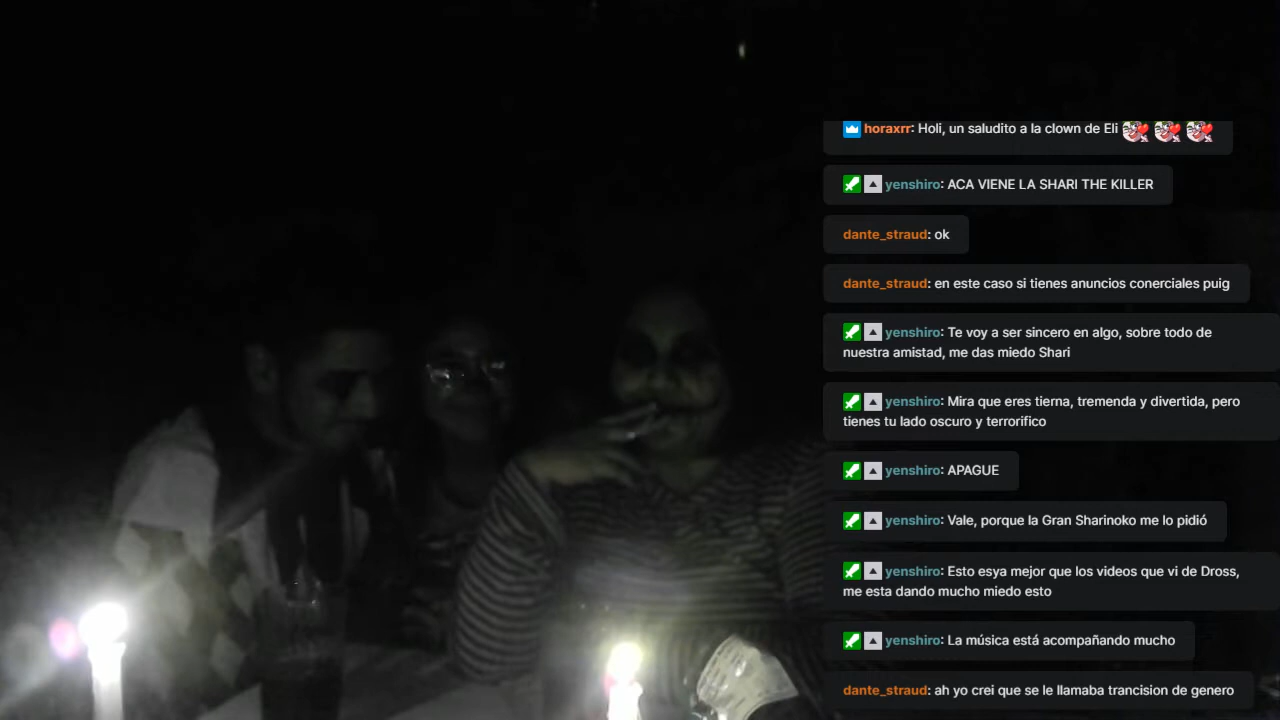 horaxrr: Holi, un saludito a la clown de Eli
yenshiro: ACA VIENE LA SHARI THE KILLER
dante_straud: ok
dante_straud: en este caso si tienes anuncios conerciales puig
yenshiro: Te voy a ser sincero en algo, sobre todo de
nuestra amistad, me das miedo Shari
yenshiro: Mira que eres tierna, tremenda y divertida, pero
tienes tu lado oscuro y terrorifico
yenshiro: APAGUE
yenshiro: Vale, porque la Gran Sharinoko me lo pidió
yenshiro: Esto esya mejor que los videos que vi de Dross,
me esta dando mucho miedo esto
yenshiro: La música está acompañando mucho
dante_straud: ah yo crei que se le llamaba trancision de genero